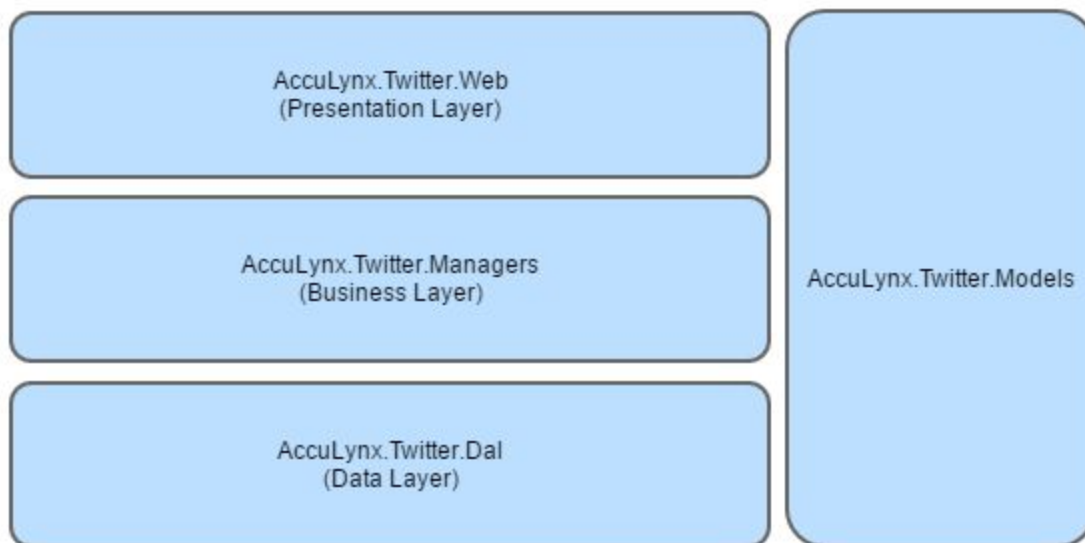 AccuLynx.Twitter.Web
(Presentation Layer)
AccuLynx.Twitter.Managers
(Business Layer)
AccuLynx.Twitter.Dal
(Data Layer)
AccuLynx.Twitter.Models